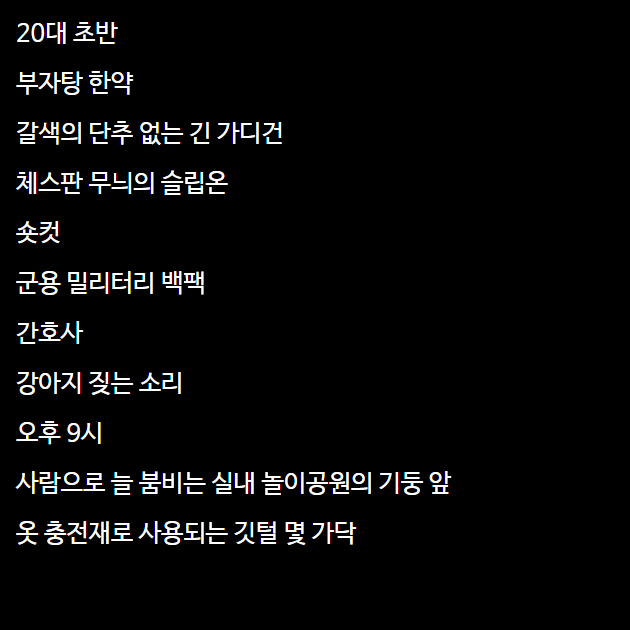 20대 초반
부자탕 한약
갈색의 단추 없는 긴 가디건
체스판 무늬의 슬립온
숏컷
군용 밀리터리 백팩
간호사
강아지 짖는 소리
오후 9시
사람으로 늘 붐비는 실내 놀이공원의 기둥 앞
옷 충전재로 사용되는 깃털 몇 가닥